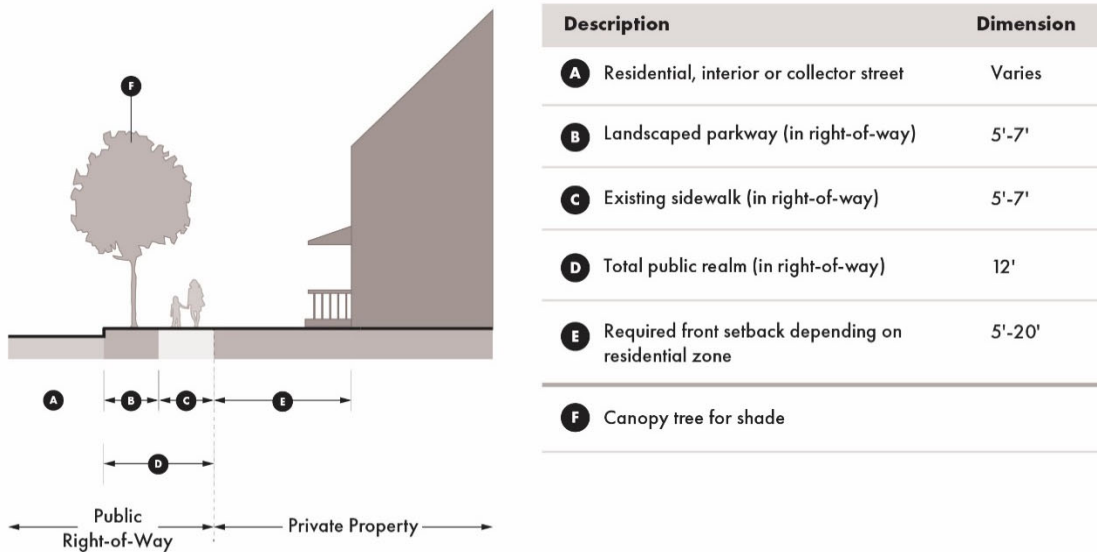 F
A
B
C
E
D
Public
Right-of-Way
Private Property
Description Dimension
A Residential, interior or collector street Varies
B Landscaped parkway (in right-of-way) 5'-7'
C Existing sidewalk (in right-of-way) 5'-7'
D Total public realm (in right-of-way) 12'
E Required front setback depending on 5'-20'
residential zone
F Canopy tree for shade